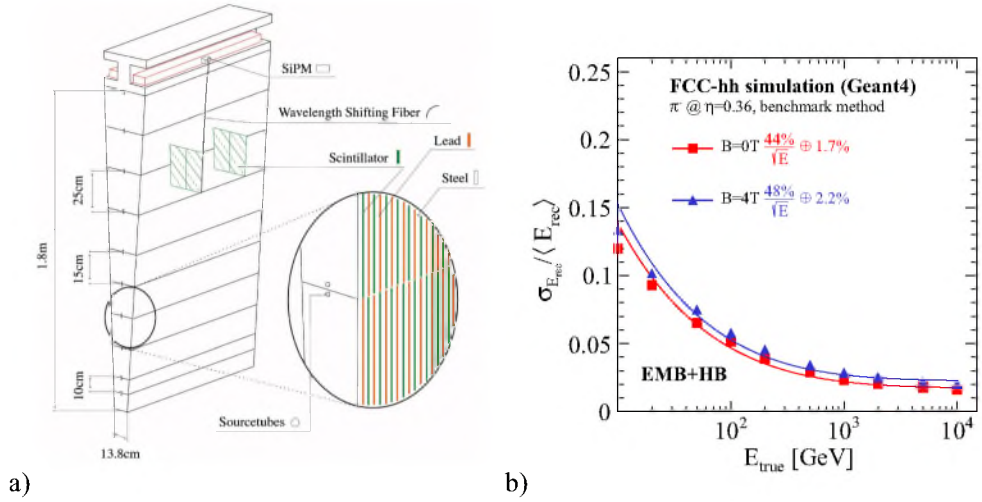 SiPM
Wavelength Shifting Fiber
Lead
Scintillator
Steel
25cm
1.8m
15cm
10cm
Sourcetubes
13.8cm
a)
FCC-hh simulation (Geant4)
π⁻ @ η=0.36, benchmark method
B=0T 44%/√E ⊕ 1.7%
B=4T 48%/√E ⊕ 2.2%
σ_Erec / ⟨E_rec⟩
0.25
0.2
0.15
0.1
0.05
0
EMB+HB
10² 10³ 10⁴
E_true [GeV]
b)